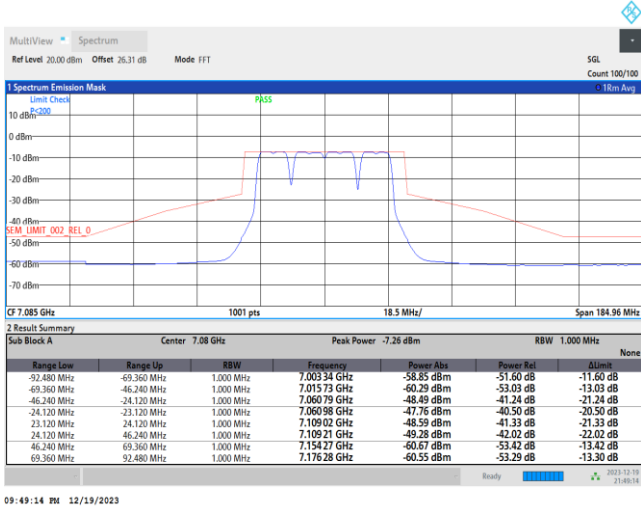 MultiView Spectrum
Ref Level 20.00 dBm Offset 26.31 dB Mode FFT SGL
Count 100/100
1 Spectrum Emission Mask 1Rm Avg
Limit Check PASS
P<200
10 dBm
0 dBm
-10 dBm
-20 dBm
-30 dBm
-40 dBm
SEM_LIMIT_002_REL_0
-50 dBm
-60 dBm
-70 dBm
CF 7.085 GHz 1001 pts 18.5 MHz/ Span 184.96 MHz
2 Result Summary
Sub Block A Center 7.08 GHz Peak Power -7.26 dBm RBW 1.000 MHz
None
Range Low Range Up RBW Frequency Power Abs Power Rel ΔLimit
-92.480 MHz -69.360 MHz 1.000 MHz 7.003 34 GHz -58.85 dBm -51.60 dB -11.60 dB
-69.360 MHz -46.240 MHz 1.000 MHz 7.015 73 GHz -60.29 dBm -53.03 dB -13.03 dB
-46.240 MHz -24.120 MHz 1.000 MHz 7.060 79 GHz -48.49 dBm -41.24 dB -21.24 dB
-24.120 MHz -23.120 MHz 1.000 MHz 7.060 98 GHz -47.76 dBm -40.50 dB -20.50 dB
23.120 MHz 24.120 MHz 1.000 MHz 7.109 02 GHz -48.59 dBm -41.33 dB -21.33 dB
24.120 MHz 46.240 MHz 1.000 MHz 7.109 21 GHz -49.28 dBm -42.02 dB -22.02 dB
46.240 MHz 69.360 MHz 1.000 MHz 7.154 27 GHz -60.67 dBm -53.42 dB -13.42 dB
69.360 MHz 92.480 MHz 1.000 MHz 7.176 28 GHz -60.55 dBm -53.29 dB -13.30 dB
Ready 2023-12-19
21:49:14
09:49:14 PM 12/19/2023